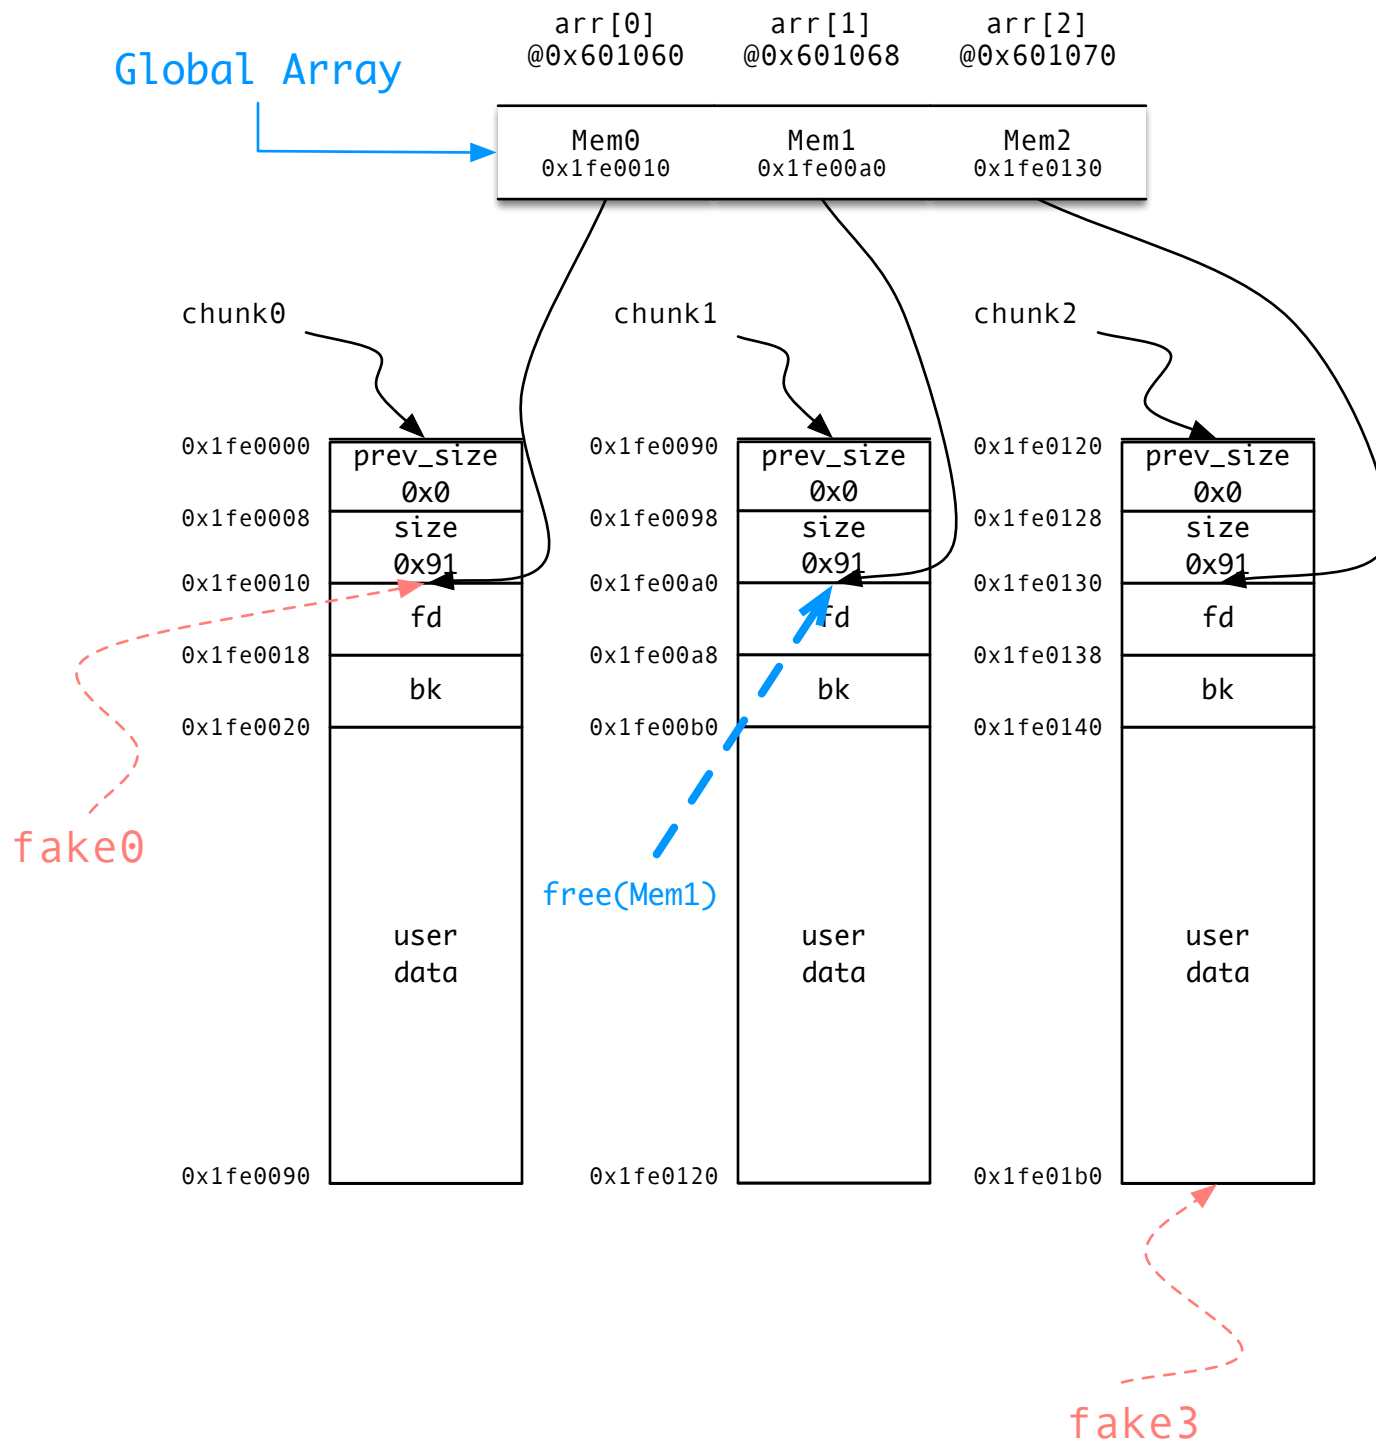 arr[0] arr[1] arr[2]
@0x601060 @0x601068 @0x601070
Global Array
Mem0 Mem1 Mem2
0x1fe0010 0x1fe00a0 0x1fe0130
chunk0 chunk1 chunk2
0x1fe0000 prev_size 0x1fe0090 prev_size 0x1fe0120 prev_size
0x0 0x0 0x0
0x1fe0008 size 0x1fe0098 size 0x1fe0128 size
0x91 0x91 0x91
0x1fe0010 0x1fe00a0 0x1fe0130
fd fd fd
0x1fe0018 0x1fe00a8 0x1fe0138
bk bk bk
0x1fe0020 0x1fe00b0 0x1fe0140
fake0
free(Mem1)
user user user
data data data
0x1fe0090 0x1fe0120 0x1fe01b0
fake3